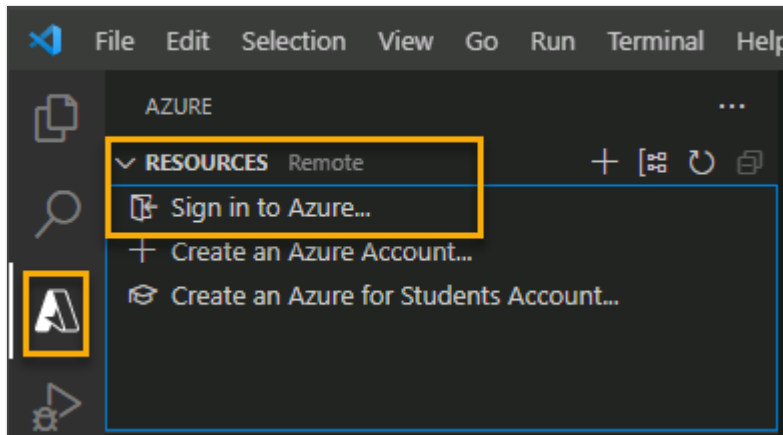 File Edit Selection View Go Run Terminal Help
AZURE
RESOURCES Remote
Sign in to Azure...
Create an Azure Account...
Create an Azure for Students Account...